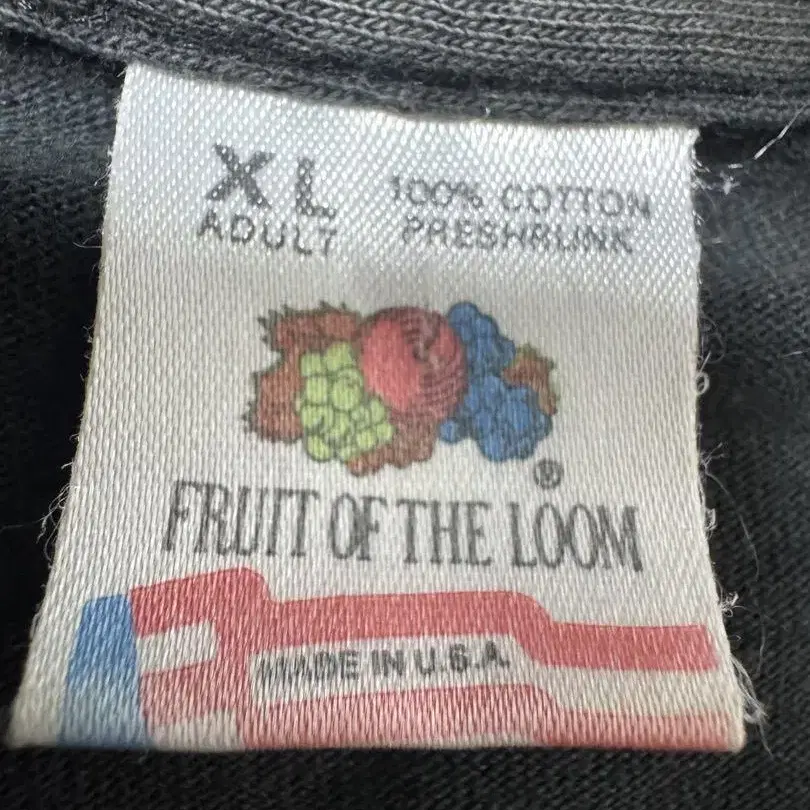 XL
ADULT
100% COTTON
PRESHRUNK
®
FRUIT OF THE LOOM
MADE IN U.S.A.